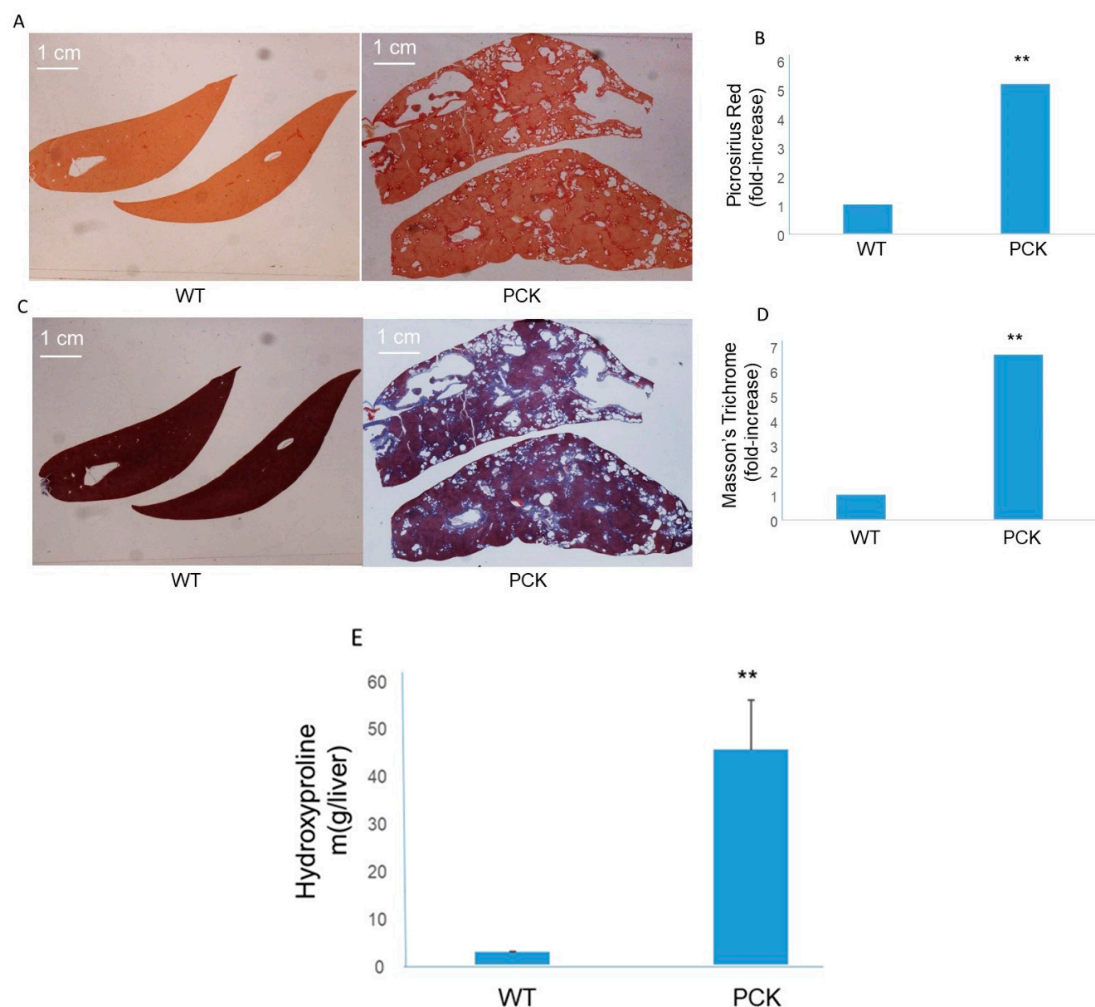 A
1 cm
1 cm
WT
PCK
B
**
Picrosirius Red
(fold-increase)
6
5
4
3
2
1
0
WT
PCK
C
1 cm
1 cm
WT
PCK
D
**
Masson's Trichrome
(fold-increase)
7
6
5
4
3
2
1
0
WT
PCK
E
**
Hydroxyproline
m(g/liver)
60
50
40
30
20
10
0
WT
PCK